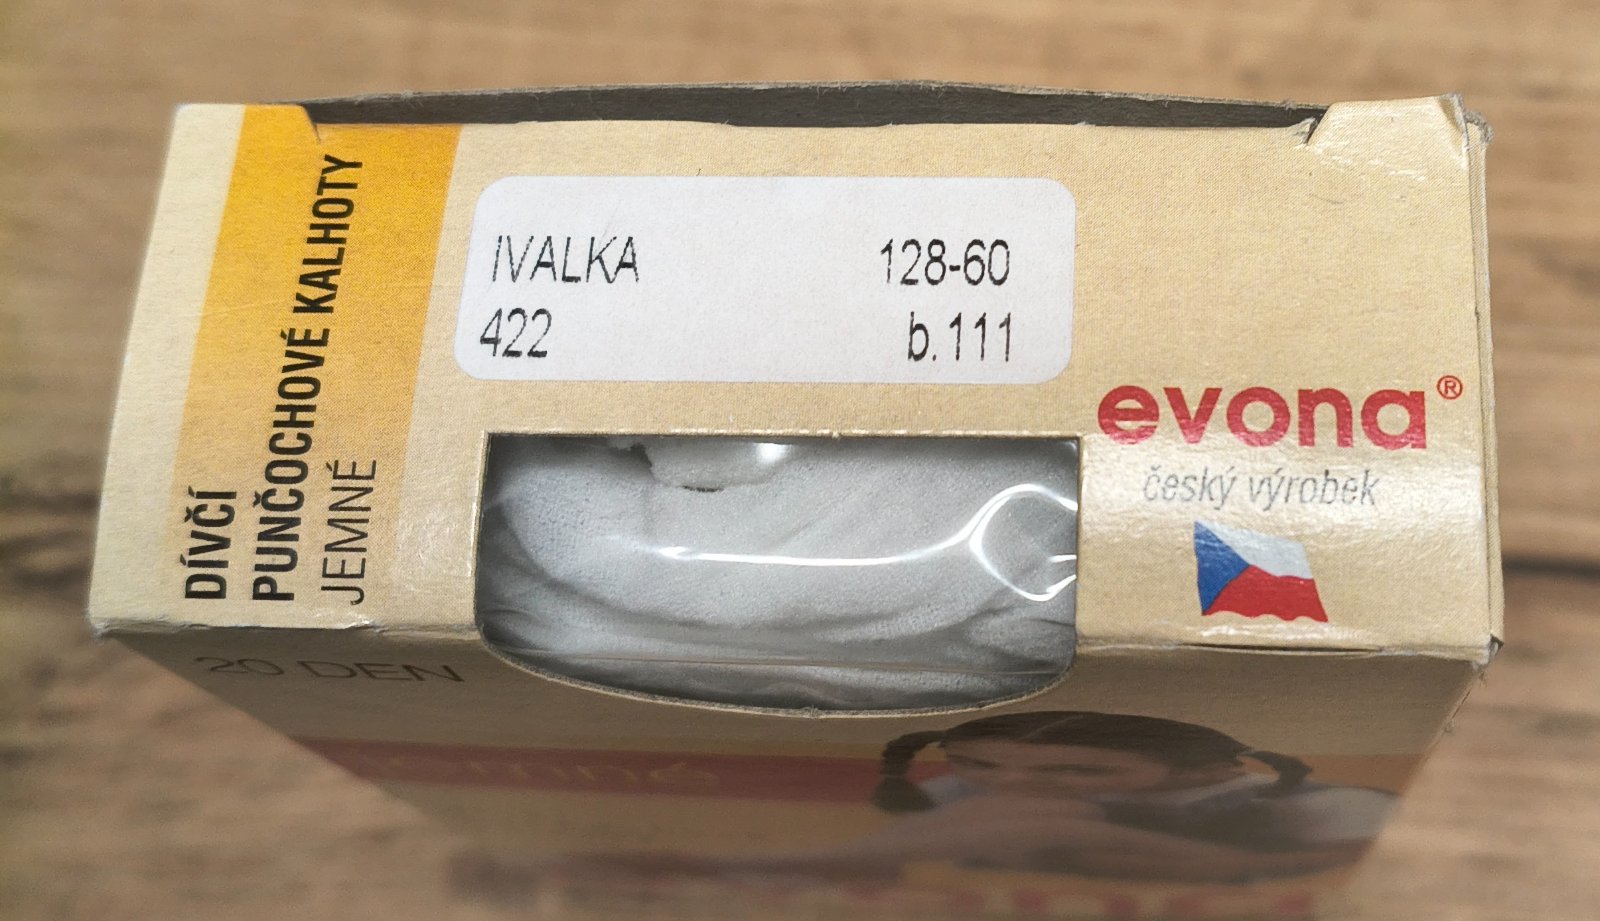 DÍVČÍ
PUNČOCHOVÉ KALHOTY
JEMNÉ
IVALKA 128-60
422 b.111
evona®
český výrobek
20 DEN